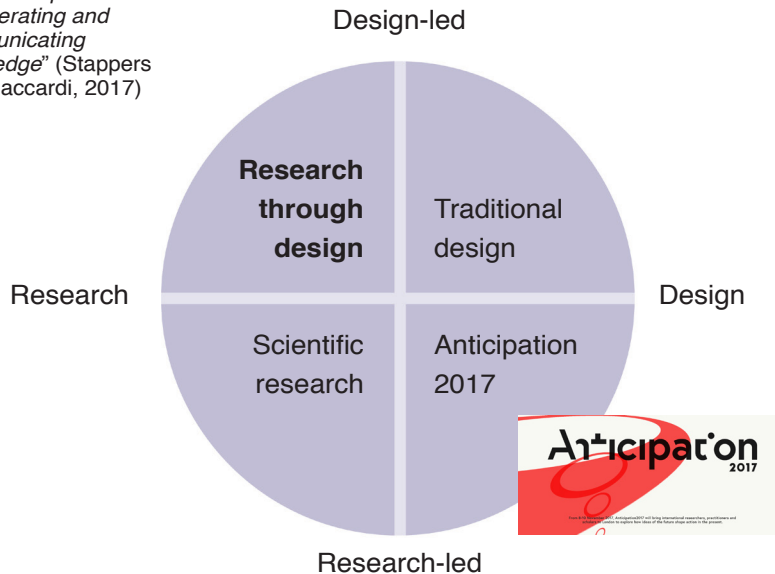 erating and
unicating
edge” (Stappers
accardi, 2017)
Design-led
Research
through
design
Traditional
design
Research
Design
Scientific
research
Anticipation
2017
Anticipation
2017
Research-led